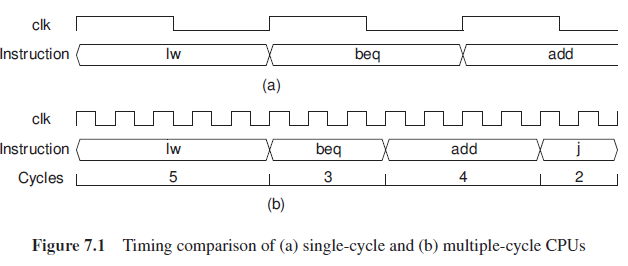 clk
Instruction lw beq add
(a)
clk
Instruction lw beq add j
Cycles 5 3 4 2
(b)
Figure 7.1 Timing comparison of (a) single-cycle and (b) multiple-cycle CPUs